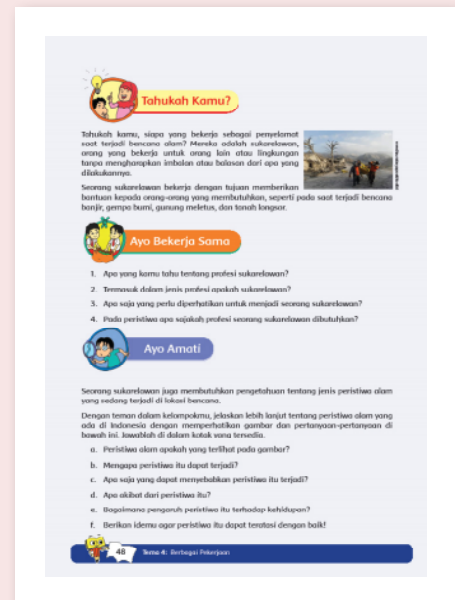 Tahukah Kamu?
Tahukah kamu, siapa yang bekerja sebagai penyelamat
saat terjadi bencana alam? Mereka adalah sukarelawan,
orang yang bekerja untuk orang lain atau lingkungan
tanpa mengharapkan imbalan atau balasan dari apa yang
dilakukannya.
Seorang sukarelawan bekerja dengan tujuan memberikan
bantuan kepada orang-orang yang membutuhkan, seperti pada saat terjadi bencana
banjir, gempa bumi, gunung meletus, dan tanah longsor.
Ayo Bekerja Sama
1. Apa yang kamu tahu tentang profesi sukarelawan?
2. Termasuk dalam jenis profesi apakah sukarelawan?
3. Apa saja yang perlu diperhatikan untuk menjadi seorang sukarelawan?
4. Pada peristiwa apa sajakah profesi seorang sukarelawan dibutuhkan?
Ayo Amati
Seorang sukarelawan juga membutuhkan pengetahuan tentang jenis peristiwa alam
yang sedang terjadi di lokasi bencana.
Dengan teman dalam kelompokmu, jelaskan lebih lanjut tentang peristiwa alam yang
ada di Indonesia dengan memperhatikan gambar dan pertanyaan-pertanyaan di
bawah ini. Jawablah di dalam kotak yang tersedia.
a. Peristiwa alam apakah yang terlihat pada gambar?
b. Mengapa peristiwa itu dapat terjadi?
c. Apa saja yang dapat menyebabkan peristiwa itu terjadi?
d. Apa akibat dari peristiwa itu?
e. Bagaimana pengaruh peristiwa itu terhadap kehidupan?
f. Berikan idemu agar peristiwa itu dapat teratasi dengan baik!
48 Tema 4: Berbagai Pekerjaan